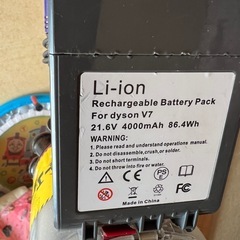 Li-ion
Rechargeable Battery Pack
For dyson V7
21.6V 4000mAh 86.4Wh
1. Please read and understand operations manual.
2. Do not disassemble,crush,or solder.
3. Do not short terminals.
4. Do not throw into fire or water.
CE
FC
PS
E
Made in China